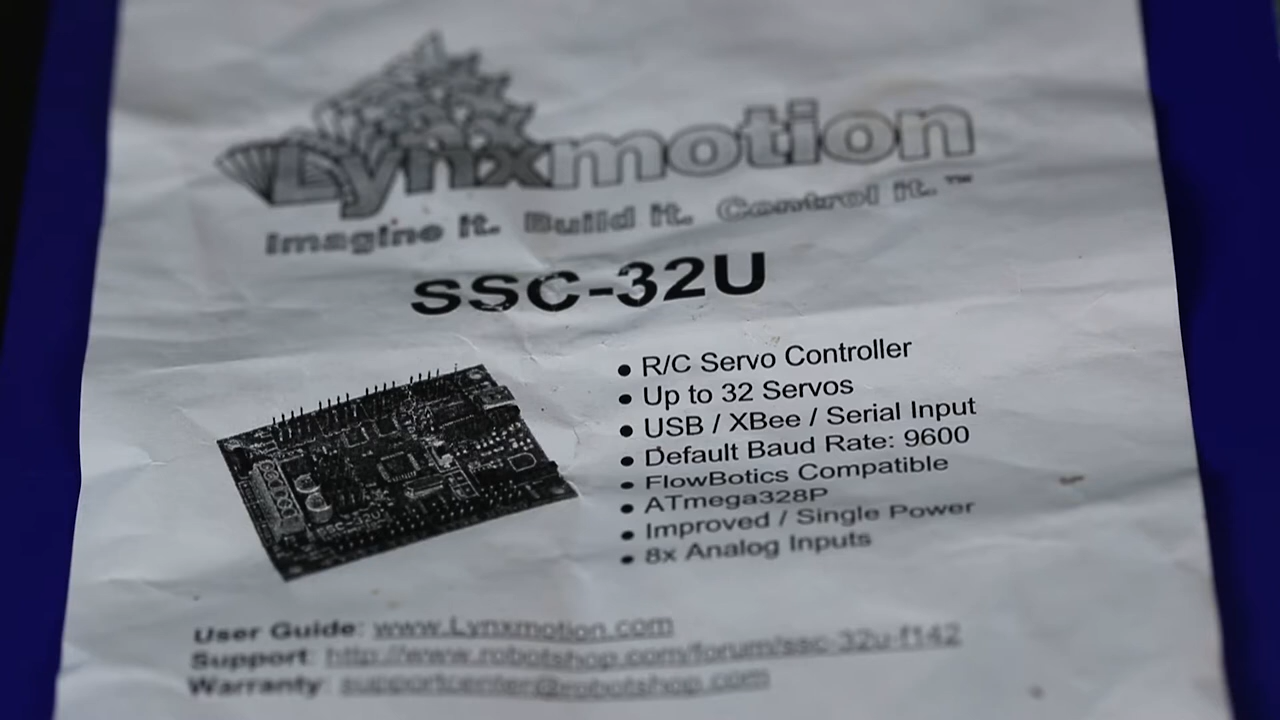 Lynxmotion
Imagine it. Build it. Control it.™
SSC-32U
• R/C Servo Controller
• Up to 32 Servos
• USB / XBee / Serial Input
• Default Baud Rate: 9600
• FlowBotics Compatible
• ATmega328P
• Improved / Single Power
• 8x Analog Inputs
SSC-32U
User Guide: www.Lynxmotion.com
Support: http://www.robotshop.com/forum/ssc-32u-f142
Warranty: supportcenter@robotshop.com